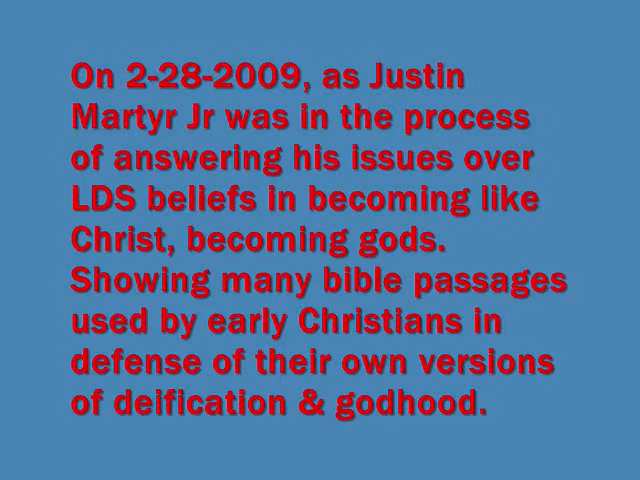 On 2-28-2009, as Justin
Martyr Jr was in the process
of answering his issues over
LDS beliefs in becoming like
Christ, becoming gods.
Showing many bible passages
used by early Christians in
defense of their own versions
of deification & godhood.